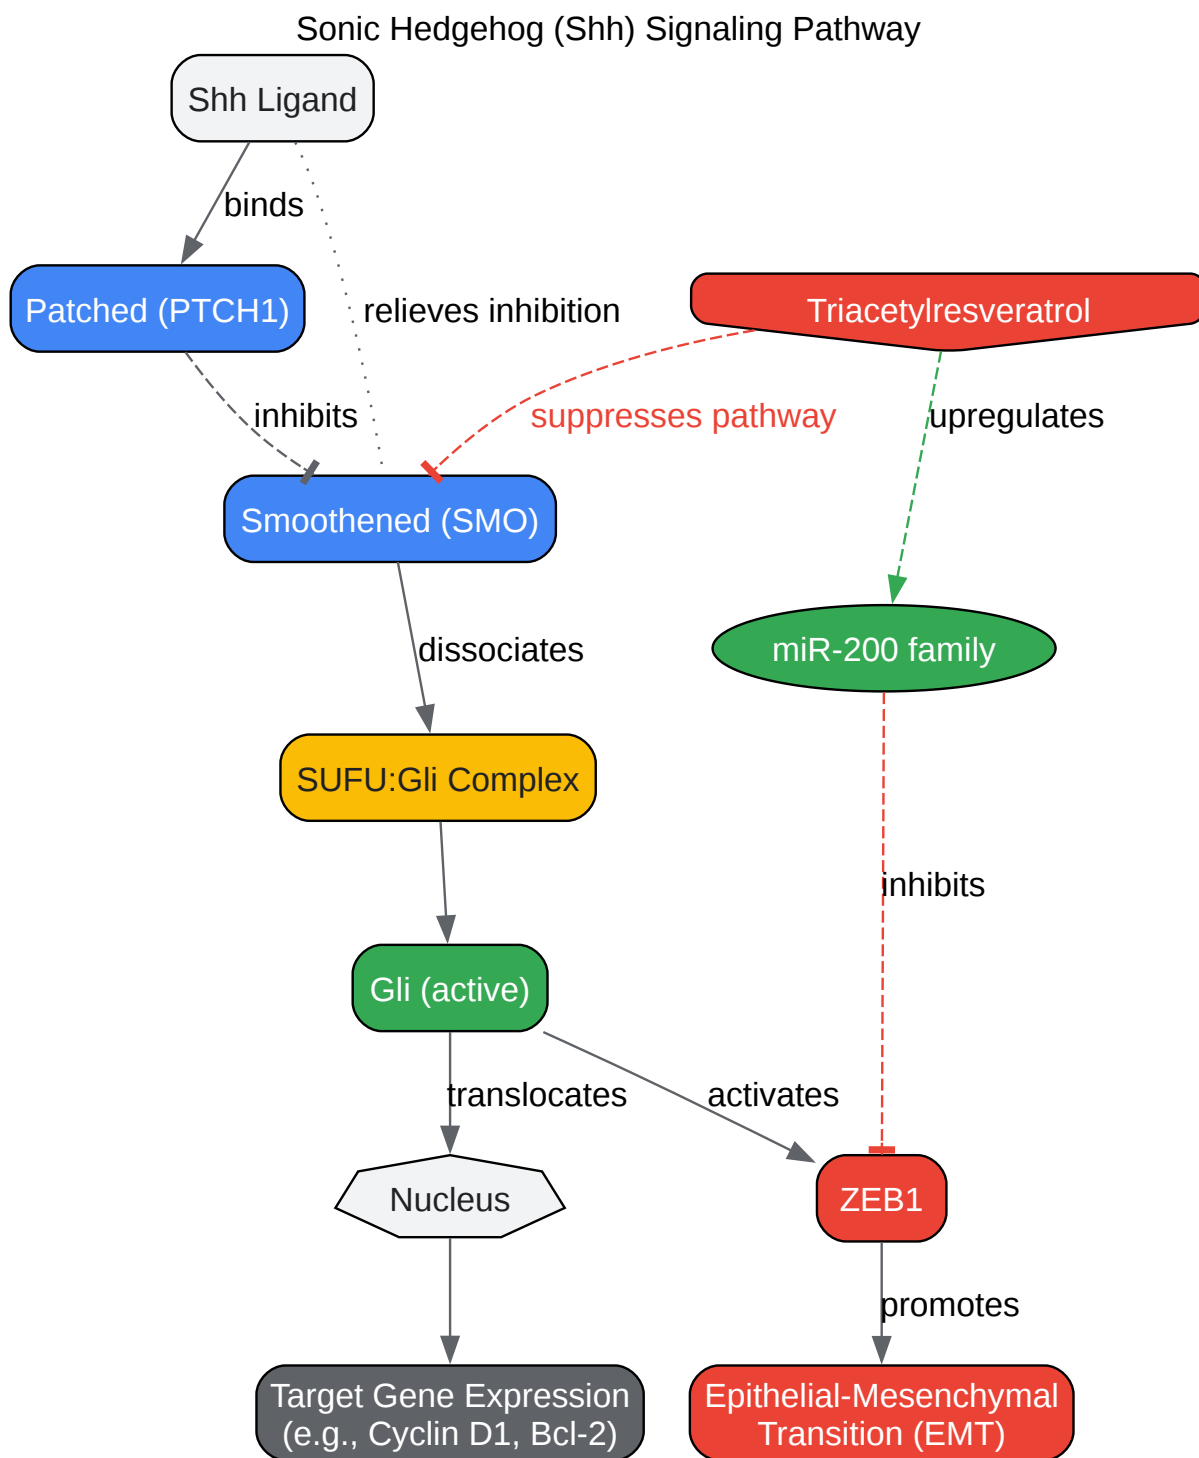 Sonic Hedgehog (Shh) Signaling Pathway
Shh Ligand
binds
Patched (PTCH1)
relieves inhibition
Triacetylresveratrol
inhibits
suppresses pathway
upregulates
Smoothened (SMO)
dissociates
miR-200 family
SUFU:Gli Complex
inhibits
Gli (active)
translocates
activates
Nucleus
ZEB1
promotes
Target Gene Expression
(e.g., Cyclin D1, Bcl-2)
Epithelial-Mesenchymal
Transition (EMT)